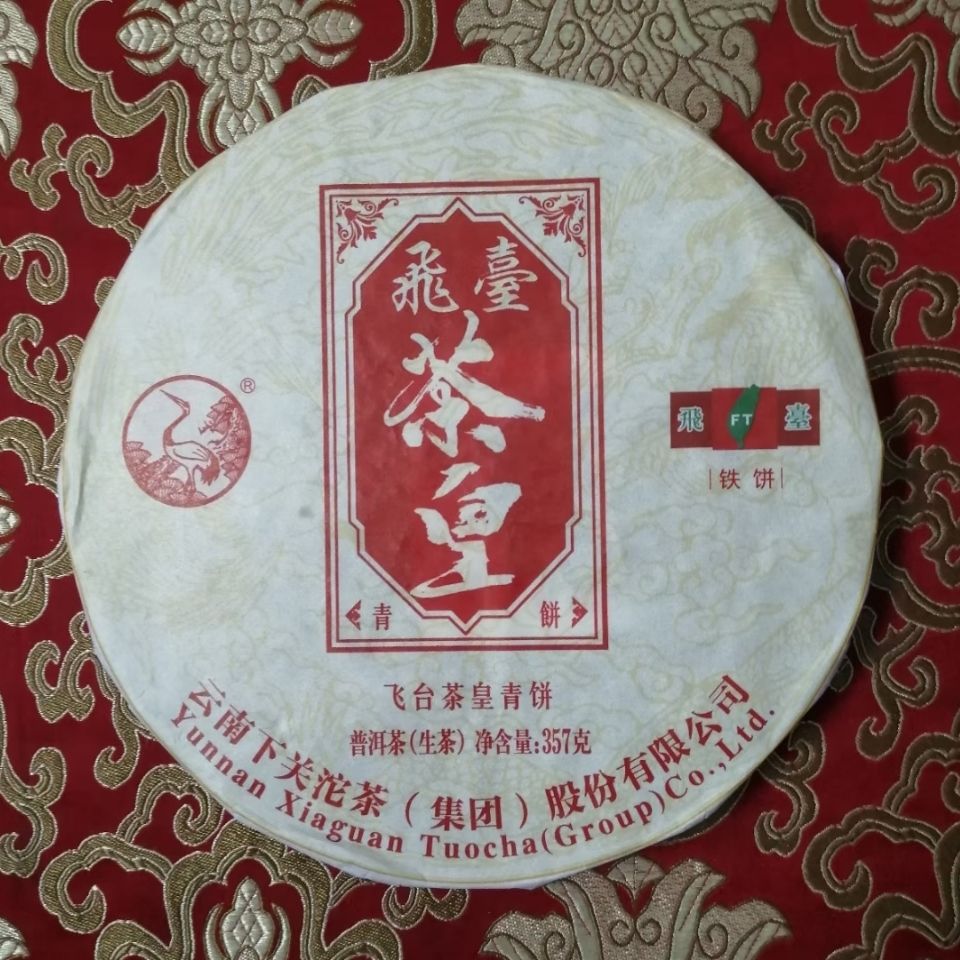 飛臺
茶皇
青 餅
®
飛 FT 臺
铁饼
飞台茶皇青饼
普洱茶(生茶) 净含量:357克
云南下关沱茶(集团)股份有限公司
Yunnan Xiaguan Tuocha(Group)Co.,Ltd.